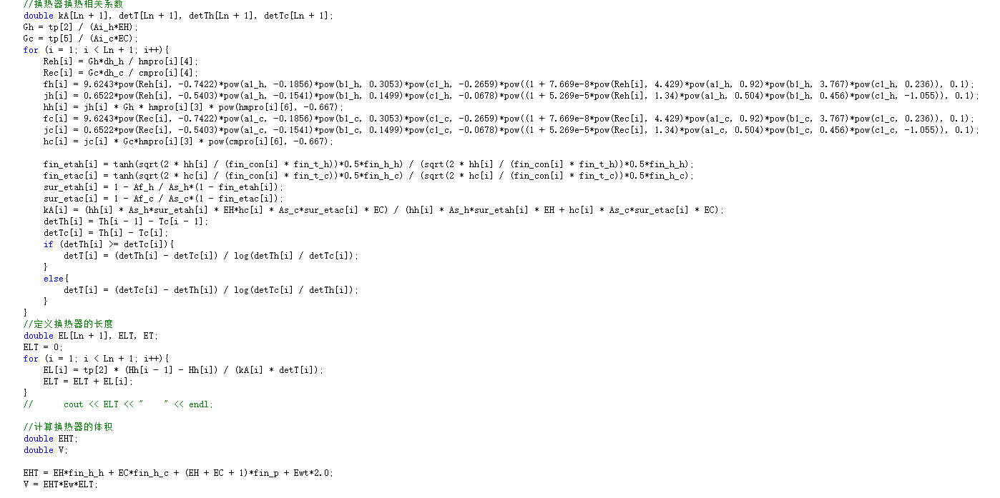 //换热器换热相关系数
double kA[Ln + 1], detT[Ln + 1], detTh[Ln + 1], detTc[Ln + 1];
Gh = tp[2] / (Ai_h*EH);
Gc = tp[5] / (Ai_c*EC);
for (i = 1; i < Ln + 1; i++){
    Reh[i] = Gh*dh_h / hmpro[i][4];
    Rec[i] = Gc*dh_c / cmpro[i][4];
    fh[i] = 9.6243*pow(Reh[i], -0.7422)*pow(a1_h, -0.1856)*pow(b1_h, 0.3053)*pow(c1_h, -0.2659)*pow((1 + 7.669e-8*pow(Reh[i], 4.429)*pow(a1_h, 0.92)*pow(b1_h, 3.767)*pow(c1_h, 0.236)), 0.1);
    jh[i] = 0.6522*pow(Reh[i], -0.5403)*pow(a1_h, -0.1541)*pow(b1_h, 0.1499)*pow(c1_h, -0.0678)*pow((1 + 5.269e-5*pow(Reh[i], 1.34)*pow(a1_h, 0.504)*pow(b1_h, 0.456)*pow(c1_h, -1.055)), 0.1);
    hh[i] = jh[i] * Gh * hmpro[i][3] * pow(hmpro[i][6], -0.667);
    fc[i] = 9.6243*pow(Rec[i], -0.7422)*pow(a1_c, -0.1856)*pow(b1_c, 0.3053)*pow(c1_c, -0.2659)*pow((1 + 7.669e-8*pow(Rec[i], 4.429)*pow(a1_c, 0.92)*pow(b1_c, 3.767)*pow(c1_c, 0.236)), 0.1);
    jc[i] = 0.6522*pow(Rec[i], -0.5403)*pow(a1_c, -0.1541)*pow(b1_c, 0.1499)*pow(c1_c, -0.0678)*pow((1 + 5.269e-5*pow(Rec[i], 1.34)*pow(a1_c, 0.504)*pow(b1_c, 0.456)*pow(c1_c, -1.055)), 0.1);
    hc[i] = jc[i] * Gc*hmpro[i][3] * pow(cmpro[i][6], -0.667);
    fin_etah[i] = tanh(sqrt(2 * hh[i] / (fin_con[i] * fin_t_h))*0.5*fin_h_h) / (sqrt(2 * hh[i] / (fin_con[i] * fin_t_h))*0.5*fin_h_h);
    fin_etac[i] = tanh(sqrt(2 * hc[i] / (fin_con[i] * fin_t_c))*0.5*fin_h_c) / (sqrt(2 * hc[i] / (fin_con[i] * fin_t_c))*0.5*fin_h_c);
    sur_etah[i] = 1 - Af_h / As_h*(1 - fin_etah[i]);
    sur_etac[i] = 1 - Af_c / As_c*(1 - fin_etac[i]);
    kA[i] = (hh[i] * As_h*sur_etah[i] * EH*hc[i] * As_c*sur_etac[i] * EC) / (hh[i] * As_h*sur_etah[i] * EH + hc[i] * As_c*sur_etac[i] * EC);
    detTh[i] = Th[i - 1] - Tc[i - 1];
    detTc[i] = Th[i] - Tc[i];
    if (detTh[i] >= detTc[i]){
        detT[i] = (detTh[i] - detTc[i]) / log(detTh[i] / detTc[i]);
    }
    else{
        detT[i] = (detTc[i] - detTh[i]) / log(detTc[i] / detTh[i]);
    }
}
//定义换热器的长度
double EL[Ln + 1], ELT, ET;
ELT = 0;
for (i = 1; i < Ln + 1; i++){
    EL[i] = tp[2] * (Hh[i - 1] - Hh[i]) / (kA[i] * detT[i]);
    ELT = ELT + EL[i];
}
//      cout << ELT << "    " << endl;
//计算换热器的体积
double EHT;
double V;
EHT = EH*fin_h_h + EC*fin_h_c + (EH + EC + 1)*fin_p + Ewt*2.0;
V = EHT*Ew*ELT;